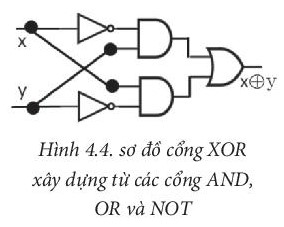 x
y
x⊕y
Hình 4.4. sơ đồ cổng XOR
xây dựng từ các cổng AND,
OR và NOT